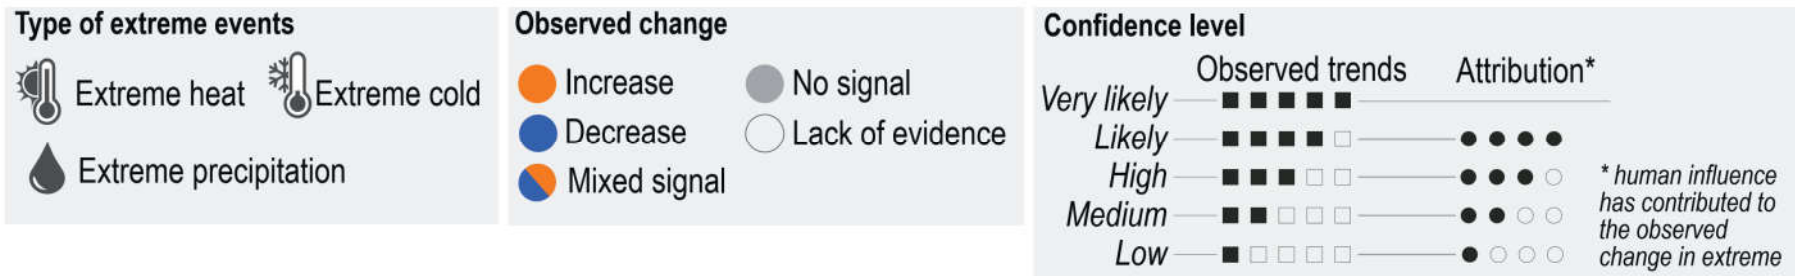 Type of extreme events
Extreme heat
Extreme cold
Extreme precipitation
Observed change
Increase
No signal
Decrease
Lack of evidence
Mixed signal
Confidence level
Observed trends
Attribution*
Very likely
Likely
High
Medium
Low
* human influence
has contributed to
the observed
change in extreme